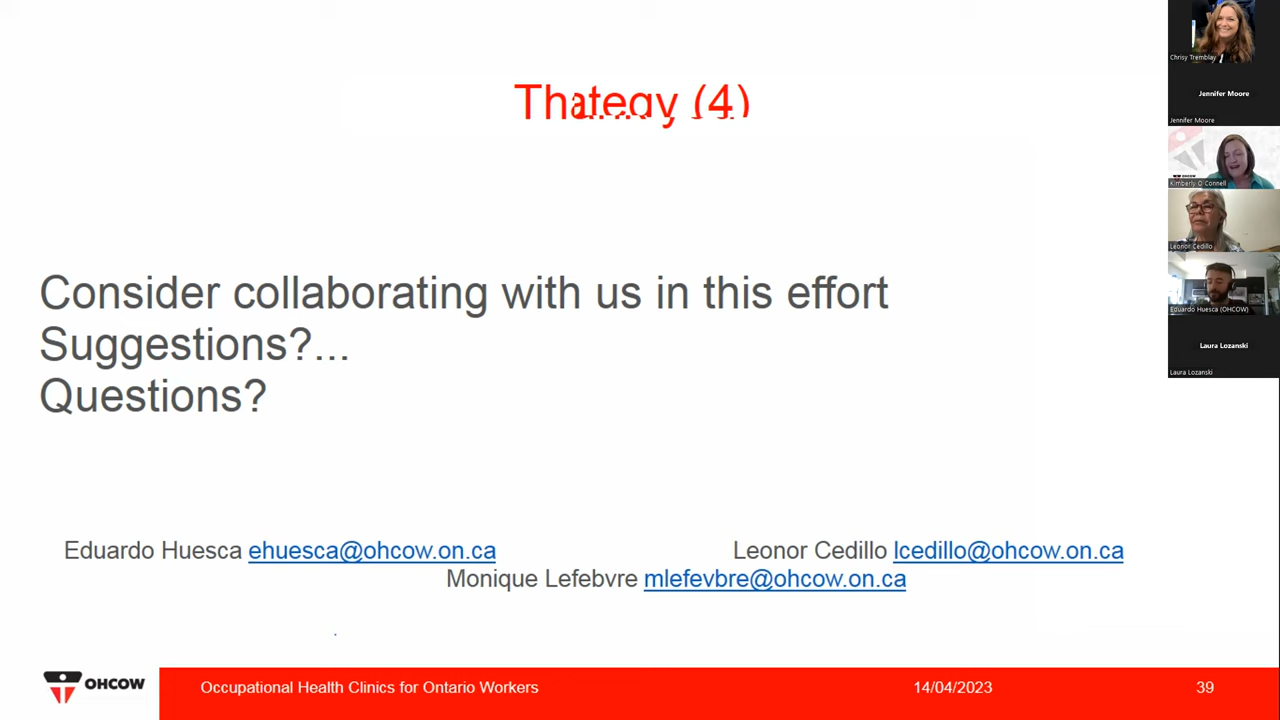 Thategy (4)
Consider collaborating with us in this effort
Suggestions?...
Questions?
Eduardo Huesca ehuesca@ohcow.on.ca
Leonor Cedillo lcedillo@ohcow.on.ca
Monique Lefebvre mlefevbre@ohcow.on.ca
OHCOW
Occupational Health Clinics for Ontario Workers
14/04/2023
39
Chrisy Tremblay
Jennifer Moore
Jennifer Moore
Kimberly O Connell
Leonor Cedillo
Eduardo Huesca (OHCOW)
Laura Lozanski
Laura Lozanski